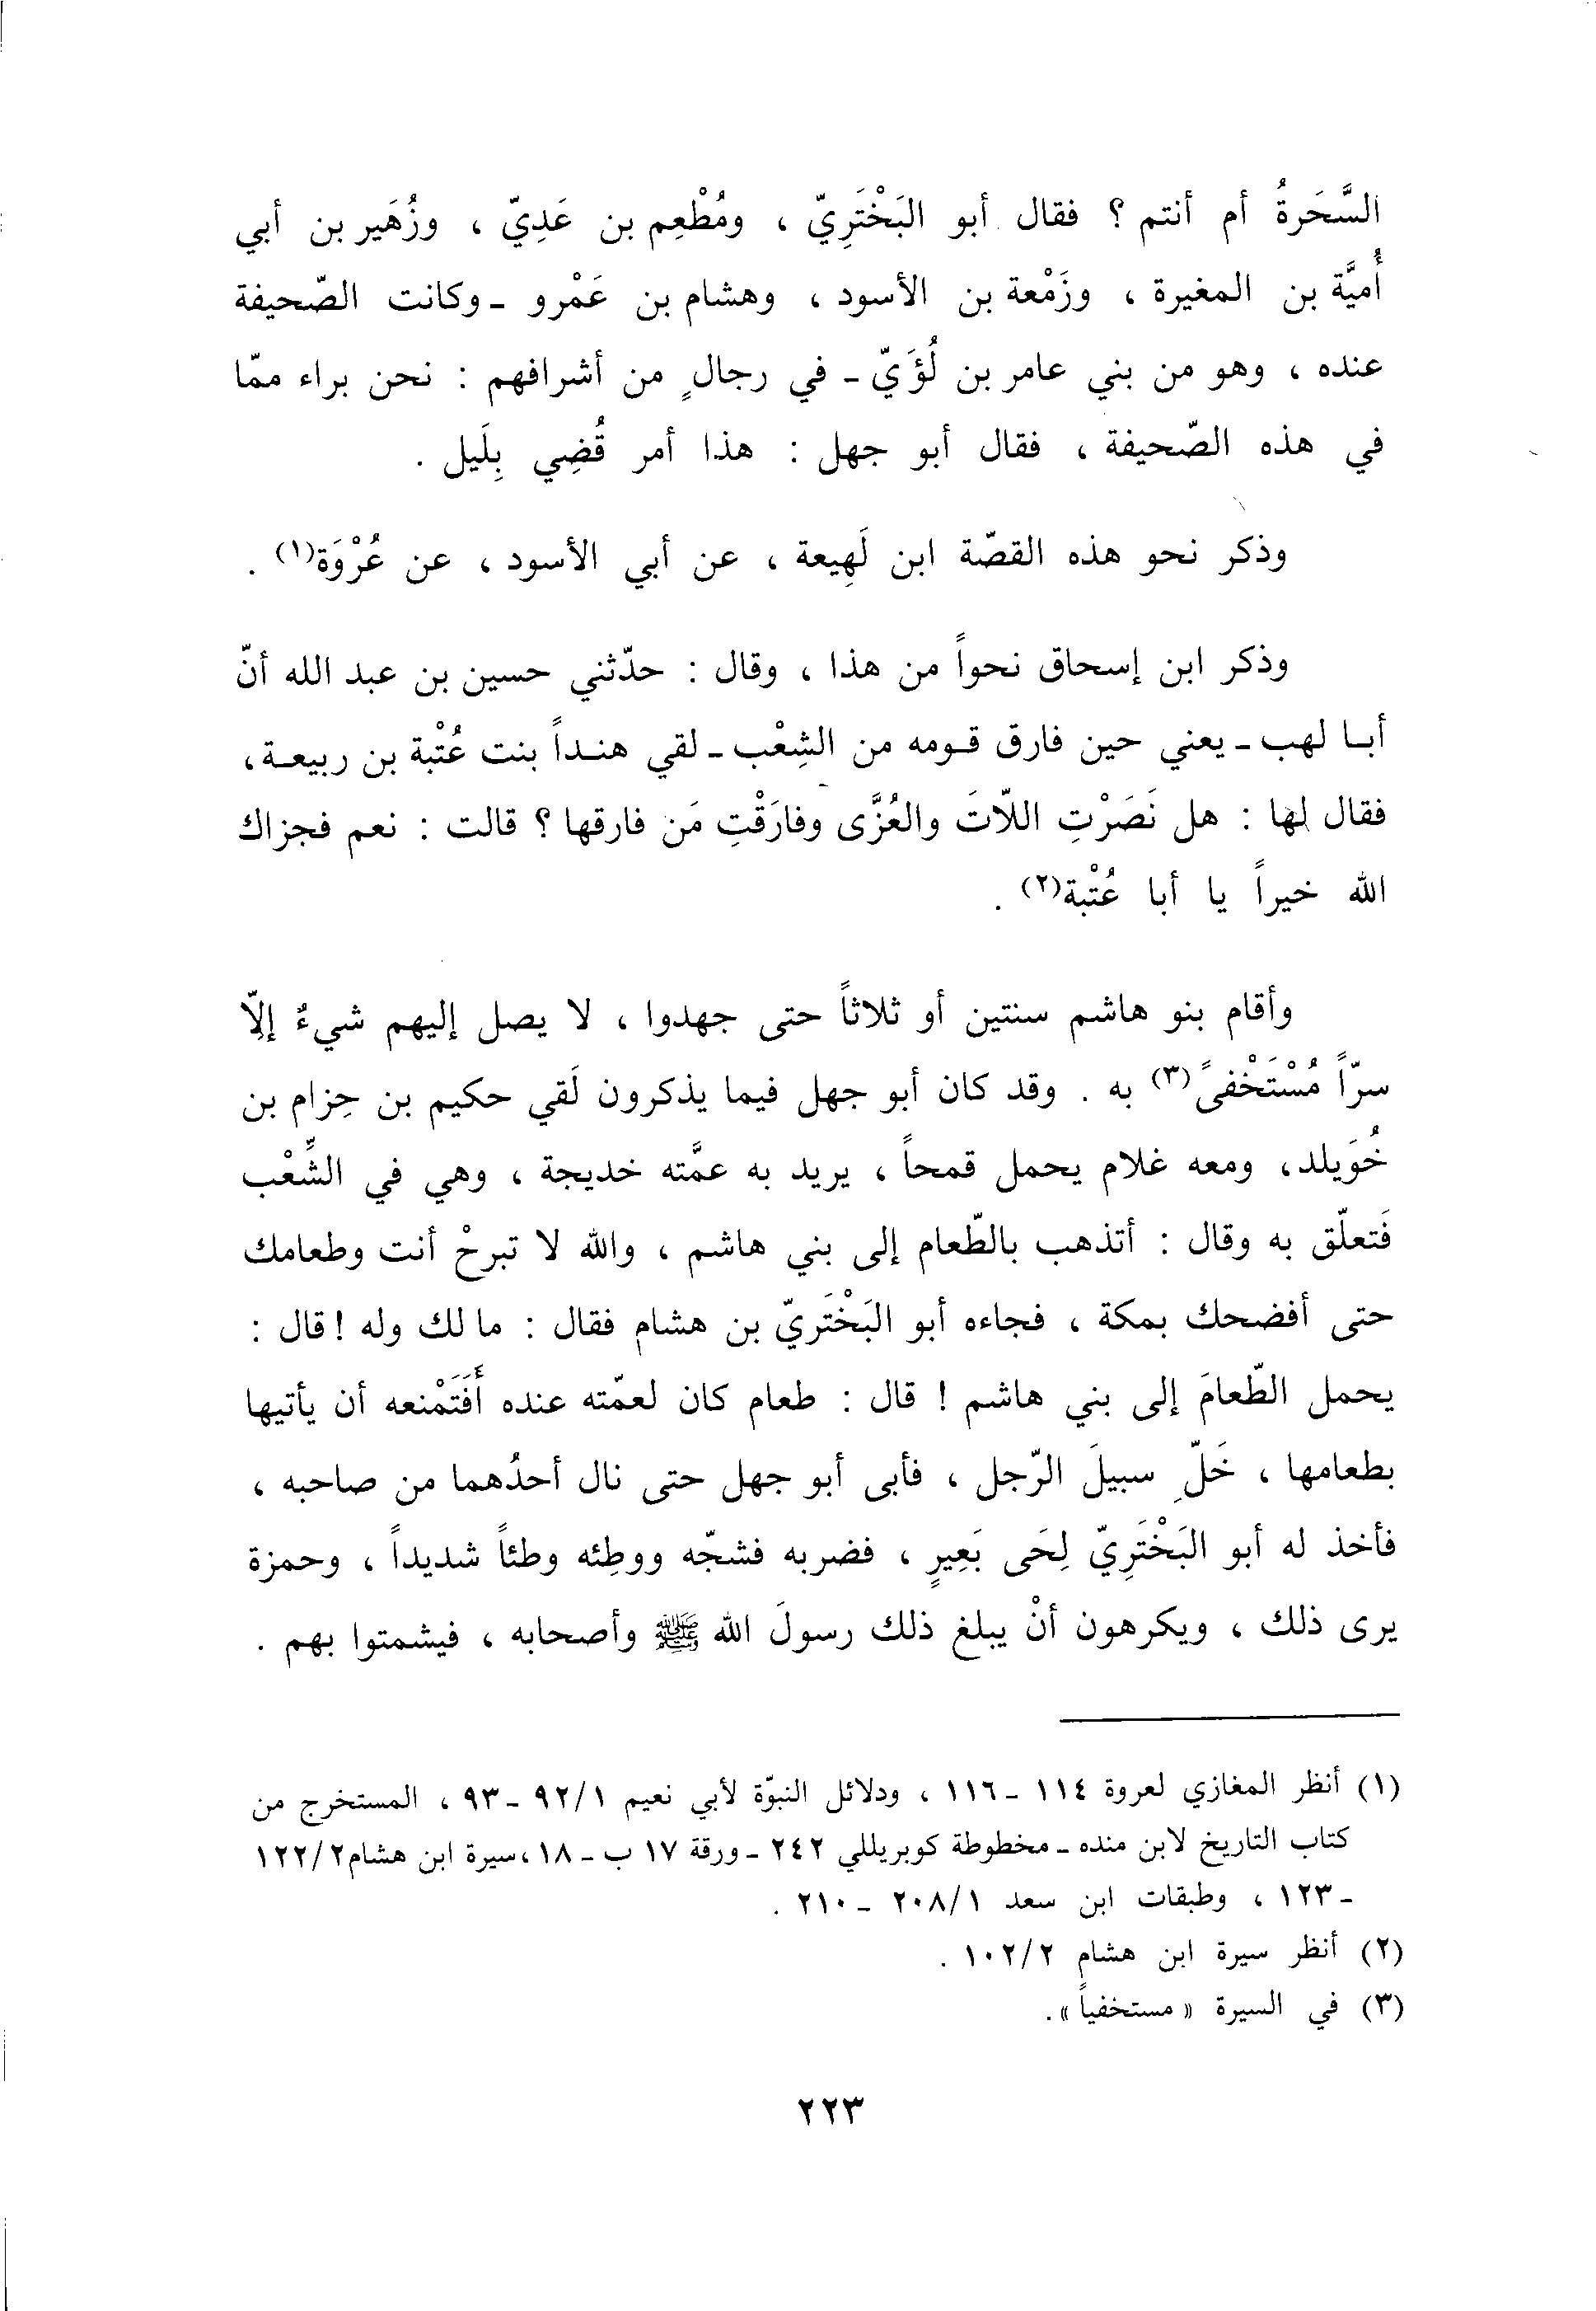 السَّحَرةُ أم أنتم ؟ فقال أبو البَخْتَرِيّ ، ومُطْعِم بن عَدِيّ ، وزُهَير بن أبي
أُميَّة بن المغيرة ، وزَمْعة بن الأسود ، وهشام بن عَمْرو ـ وكانت الصّحيفة
عنده ، وهو من بني عامر بن لُؤَيّ ـ في رجالٍ من أشرافهم : نحن براء ممّا
في هذه الصّحيفة ، فقال أبو جهل : هذا أمر قُضِي بِلَيل .
وذكر نحو هذه القصّة ابن لَهِيعة ، عن أبي الأسود ، عن عُرْوَة(١) .
وذكر ابن إسحاق نحواً من هذا ، وقال : حدّثني حسين بن عبد الله أنّ
أبـا لهب ـ يعني حين فارق قـومه من الشِعْب ـ لقي هنـداً بنت عُتْبة بن ربيعـة،
فقال لها : هل نَصَرْتِ اللّاتَ والعُزَّى وفارَقْتِ مَن فارقها ؟ قالت : نعم فجزاك
الله خيراً يا أبا عُتْبة(٢) .
وأقام بنو هاشم سنتين أو ثلاثاً حتى جهدوا ، لا يصل إليهم شيءٌ إلّا
سرّاً مُسْتَخْفىً(٣) به . وقد كان أبو جهل فيما يذكرون لَقي حكيم بن حِزام بن
خُوَيلد، ومعه غلام يحمل قمحاً ، يريد به عمَّته خديجة ، وهي في الشِّعْب
فَتعلّق به وقال : أتذهب بالطّعام إلى بني هاشم ، والله لا تبرحْ أنت وطعامك
حتى أفضحك بمكة ، فجاءه أبو البَخْتَريّ بن هشام فقال : ما لك وله ! قال :
يحمل الطّعامَ إلى بني هاشم ! قال : طعام كان لعمّته عنده أَفَتَمْنعه أن يأتيها
بطعامها ، خَلِّ سبيلَ الرّجل ، فأبى أبو جهل حتى نال أحدُهما من صاحبه ،
فأخذ له أبو البَخْتَرِيّ لِحَى بَعِيرٍ ، فضربه فشجّه ووطِئه وطئاً شديداً ، وحمزة
يرى ذلك ، ويكرهون أنْ يبلغ ذلك رسولَ الله ﷺ وأصحابه ، فيشمتوا بهم .
(١) أنظر المغازي لعروة ١١٤ ـ ١١٦ ، ودلائل النبوّة لأبي نعيم ٩٢/١ ـ ٩٣ ، المستخرج من
كتاب التاريخ لابن منده ـ مخطوطة كوبريللي ٢٤٢ ـ ورقة ١٧ ب ـ ١٨ ،سيرة ابن هشام ١٢٢/٢
ـ ١٢٣ ، وطبقات ابن سعد ٢٠٨/١ ـ ٢١٠ .
(٢) أنظر سيرة ابن هشام ١٠٢/٢ .
(٣) في السيرة « مستخفياً ».
٢٢٣